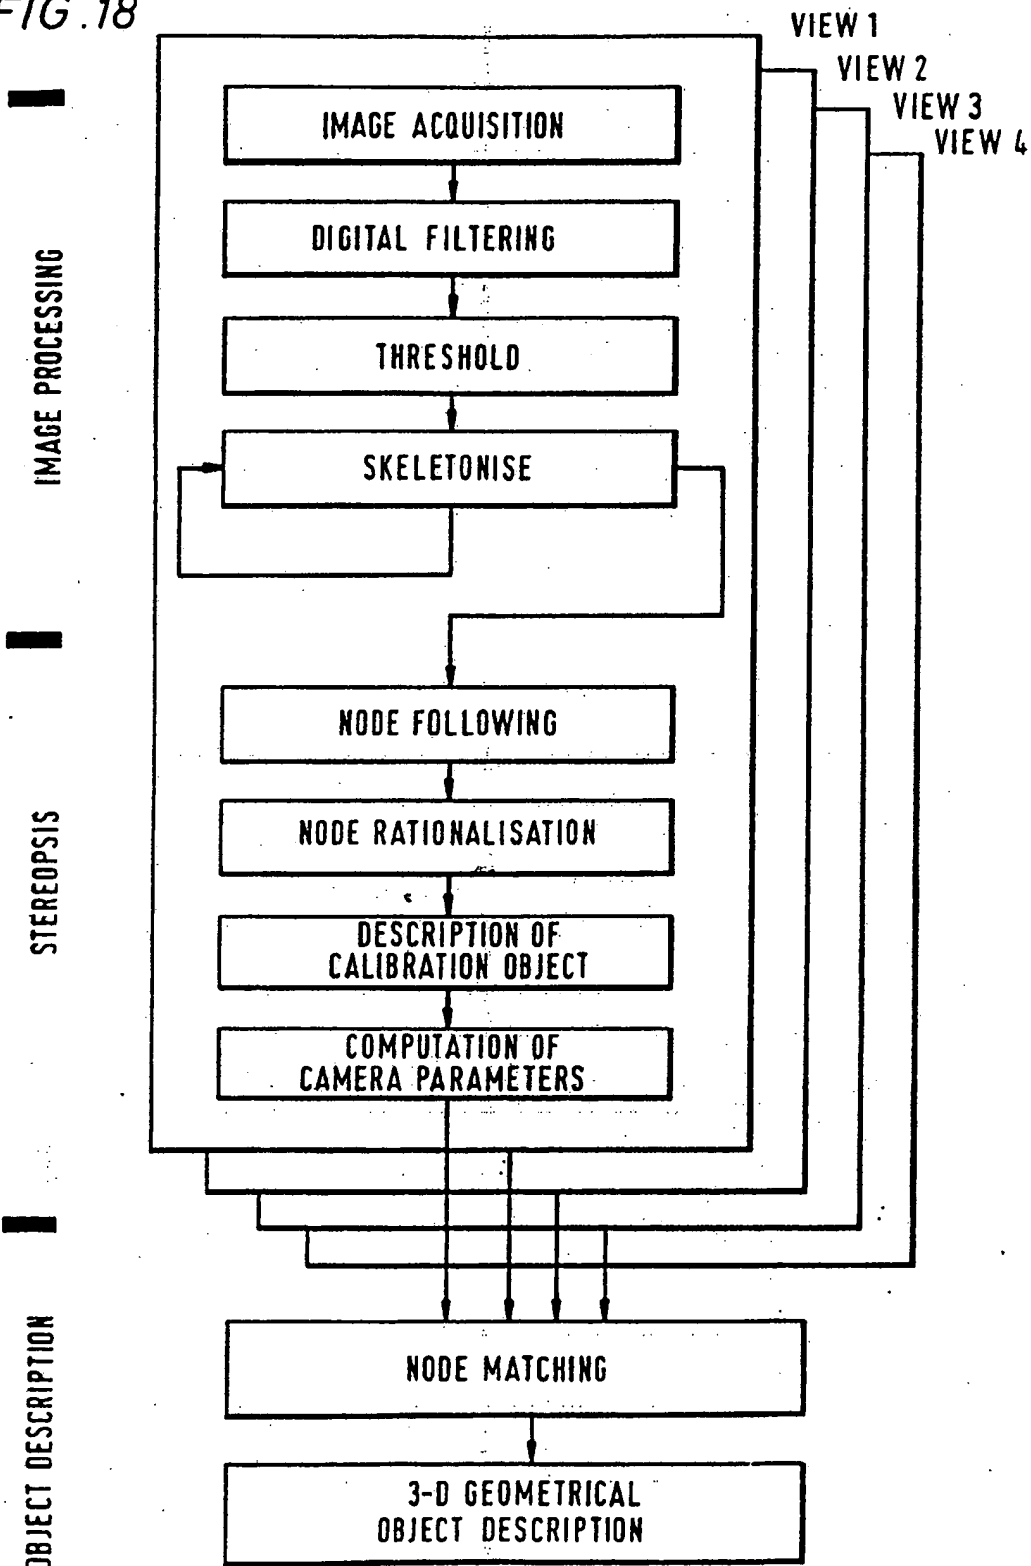 FIG.18
VIEW 1
VIEW 2
VIEW 3
VIEW 4
IMAGE PROCESSING
IMAGE ACQUISITION
DIGITAL FILTERING
THRESHOLD
SKELETONISE
STEREOPSIS
NODE FOLLOWING
NODE RATIONALISATION
DESCRIPTION OF
CALIBRATION OBJECT
COMPUTATION OF
CAMERA PARAMETERS
OBJECT DESCRIPTION
NODE MATCHING
3-D GEOMETRICAL
OBJECT DESCRIPTION